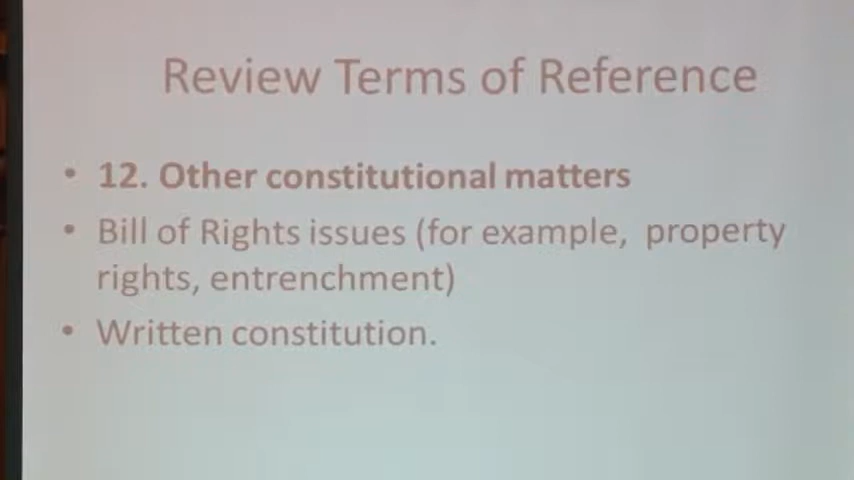 Review Terms of Reference
• 12. Other constitutional matters
• Bill of Rights issues (for example, property
rights, entrenchment)
• Written constitution.